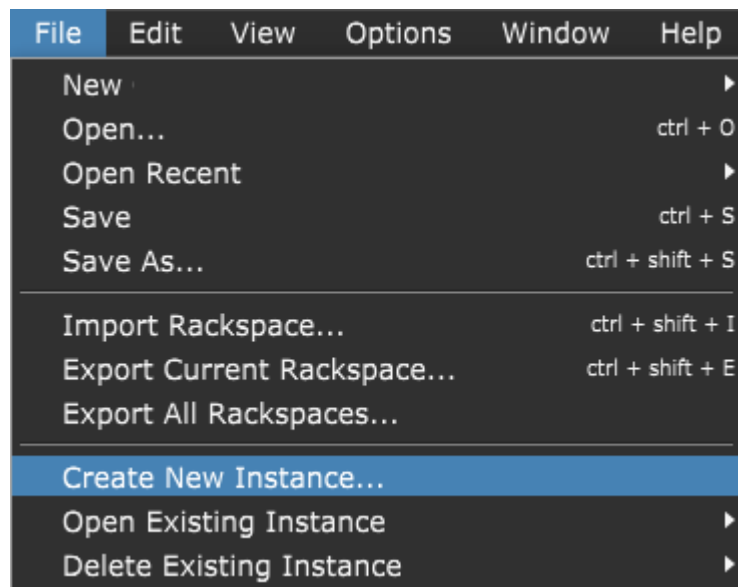 File Edit View Options Window Help
New
Open... ctrl + O
Open Recent
Save ctrl + S
Save As... ctrl + shift + S
Import Rackspace... ctrl + shift + I
Export Current Rackspace... ctrl + shift + E
Export All Rackspaces...
Create New Instance...
Open Existing Instance
Delete Existing Instance